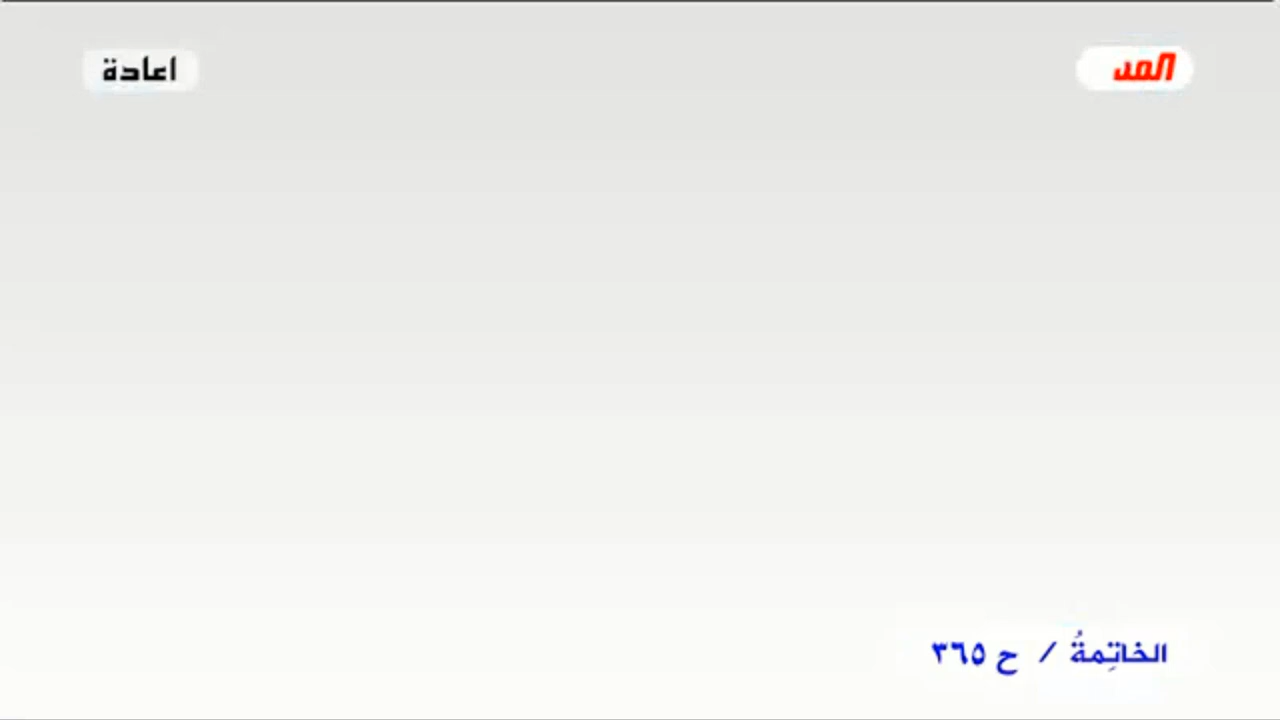 المد
اعادة
الخاتِمةُ / ح ٣٦٥